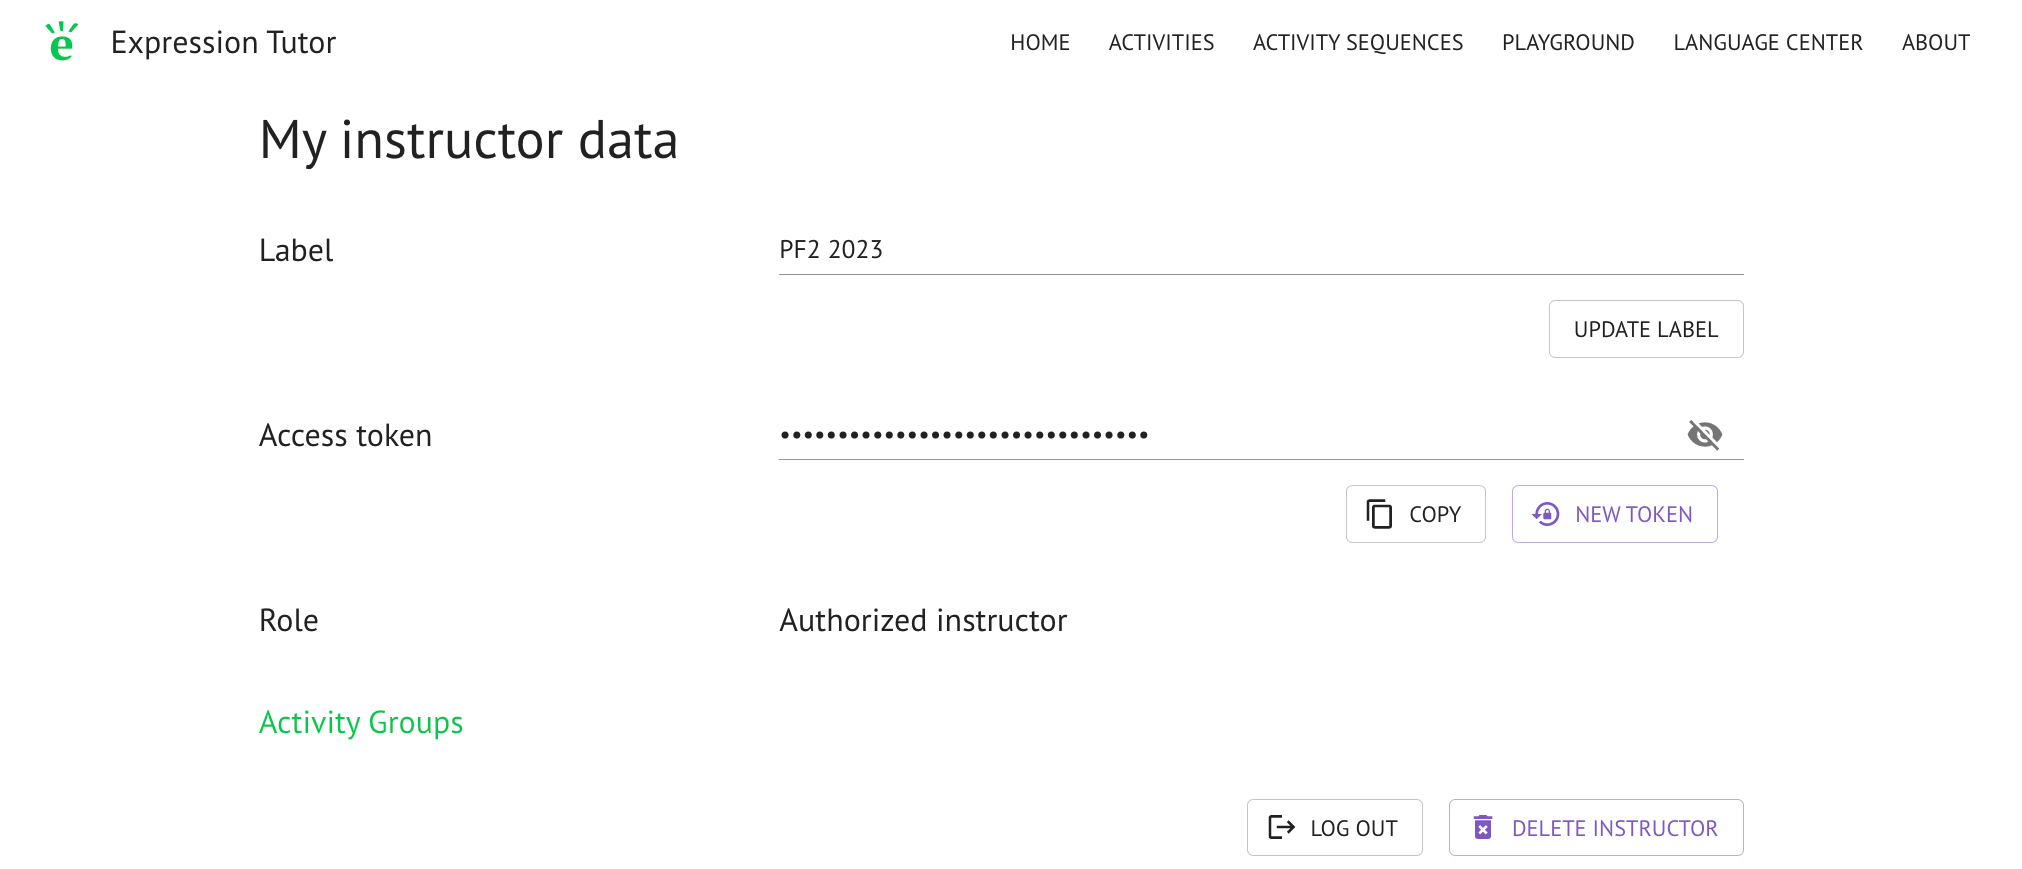 e Expression Tutor HOME ACTIVITIES ACTIVITY SEQUENCES PLAYGROUND LANGUAGE CENTER ABOUT
My instructor data
Label PF2 2023
UPDATE LABEL
Access token ••••••••••••••••••••••••••••••••
COPY NEW TOKEN
Role Authorized instructor
Activity Groups
LOG OUT DELETE INSTRUCTOR